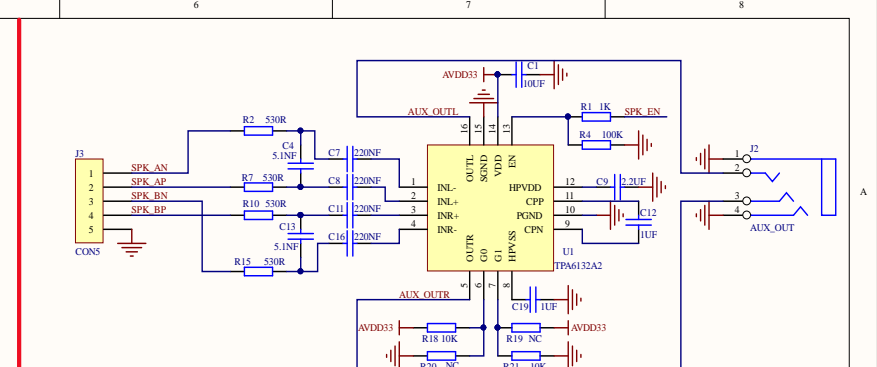 6 7 8
AVDD33 C1
10UF
AUX_OUTL R1 1K SPK_EN
R2 530R
16 15 14 13
C4 C7 220NF R4 100K
5.1NF
J3 OUTL SGND VDD EN J2
SPK_AN 1
1 R7 530R C8 220NF 1 INL- HPVDD 12 C9 2.2UF 2
SPK_AP
2 2 INL+ CPP 11 A
SPK_BN
3 R10 530R C11 220NF 3 INR+ PGND 10 C12 3
SPK_BP
4 C13 4 INR- CPN 9 4
5 5.1NF C16 220NF 1UF AUX_OUT
CON5 OUTR G0 G1 HPVSS U1
R15 530R TPA6132A2
5 6 7 8
AUX_OUTR C19 1UF
AVDD33 AVDD33
R18 10K R19 NC
R20 NC R21 10K